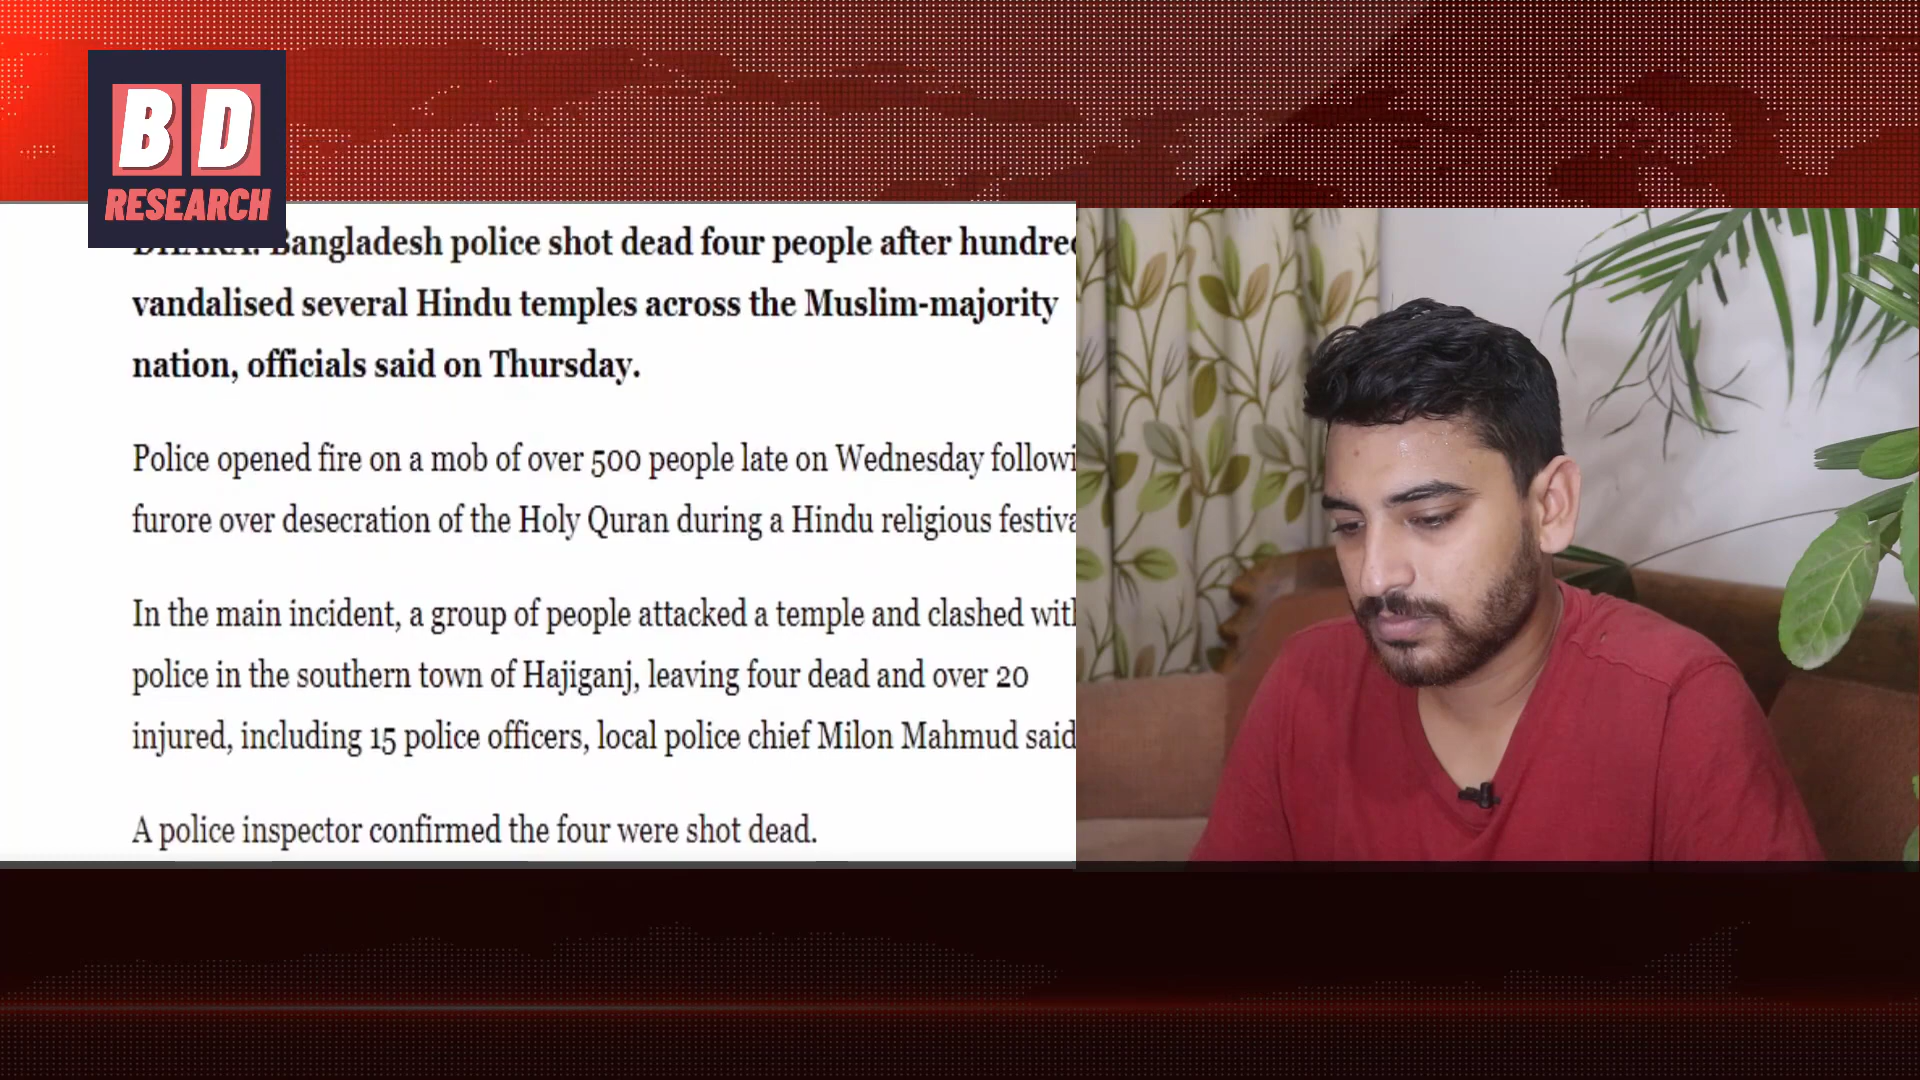 B D
RESEARCH
DHAKA: Bangladesh police shot dead four people after
vandalised several Hindu temples across the Muslim-majority
nation, officials said on Thursday.
Police opened fire on a mob of over 500 people late on Wednesday
furore over desecration of the Holy Quran during a Hindu religious
In the main incident, a group of people attacked a temple and clashed
police in the southern town of Hajiganj, leaving four dead and over 20
injured, including 15 police officers, local police chief Milon Mahmud said
A police inspector confirmed the four were shot dead.